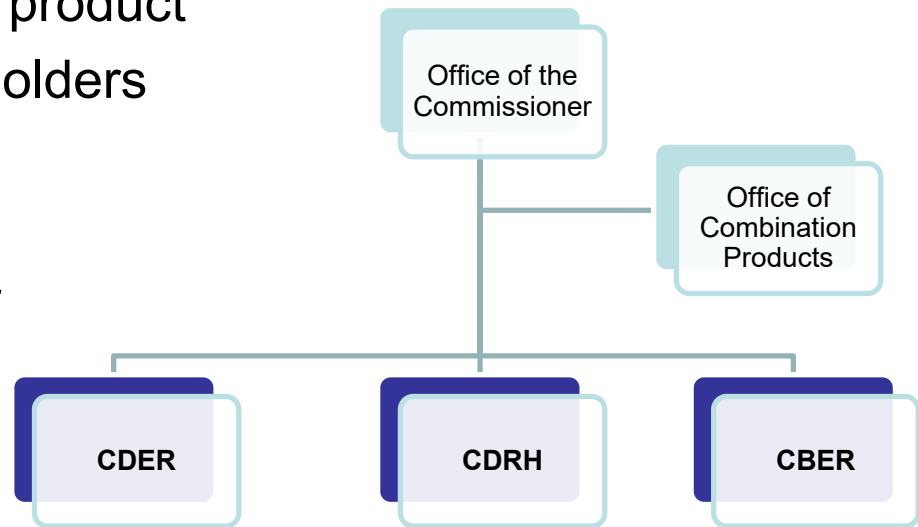 product
olders
Office of the
Commissioner
Office of
Combination
Products
CDER
CDRH
CBER